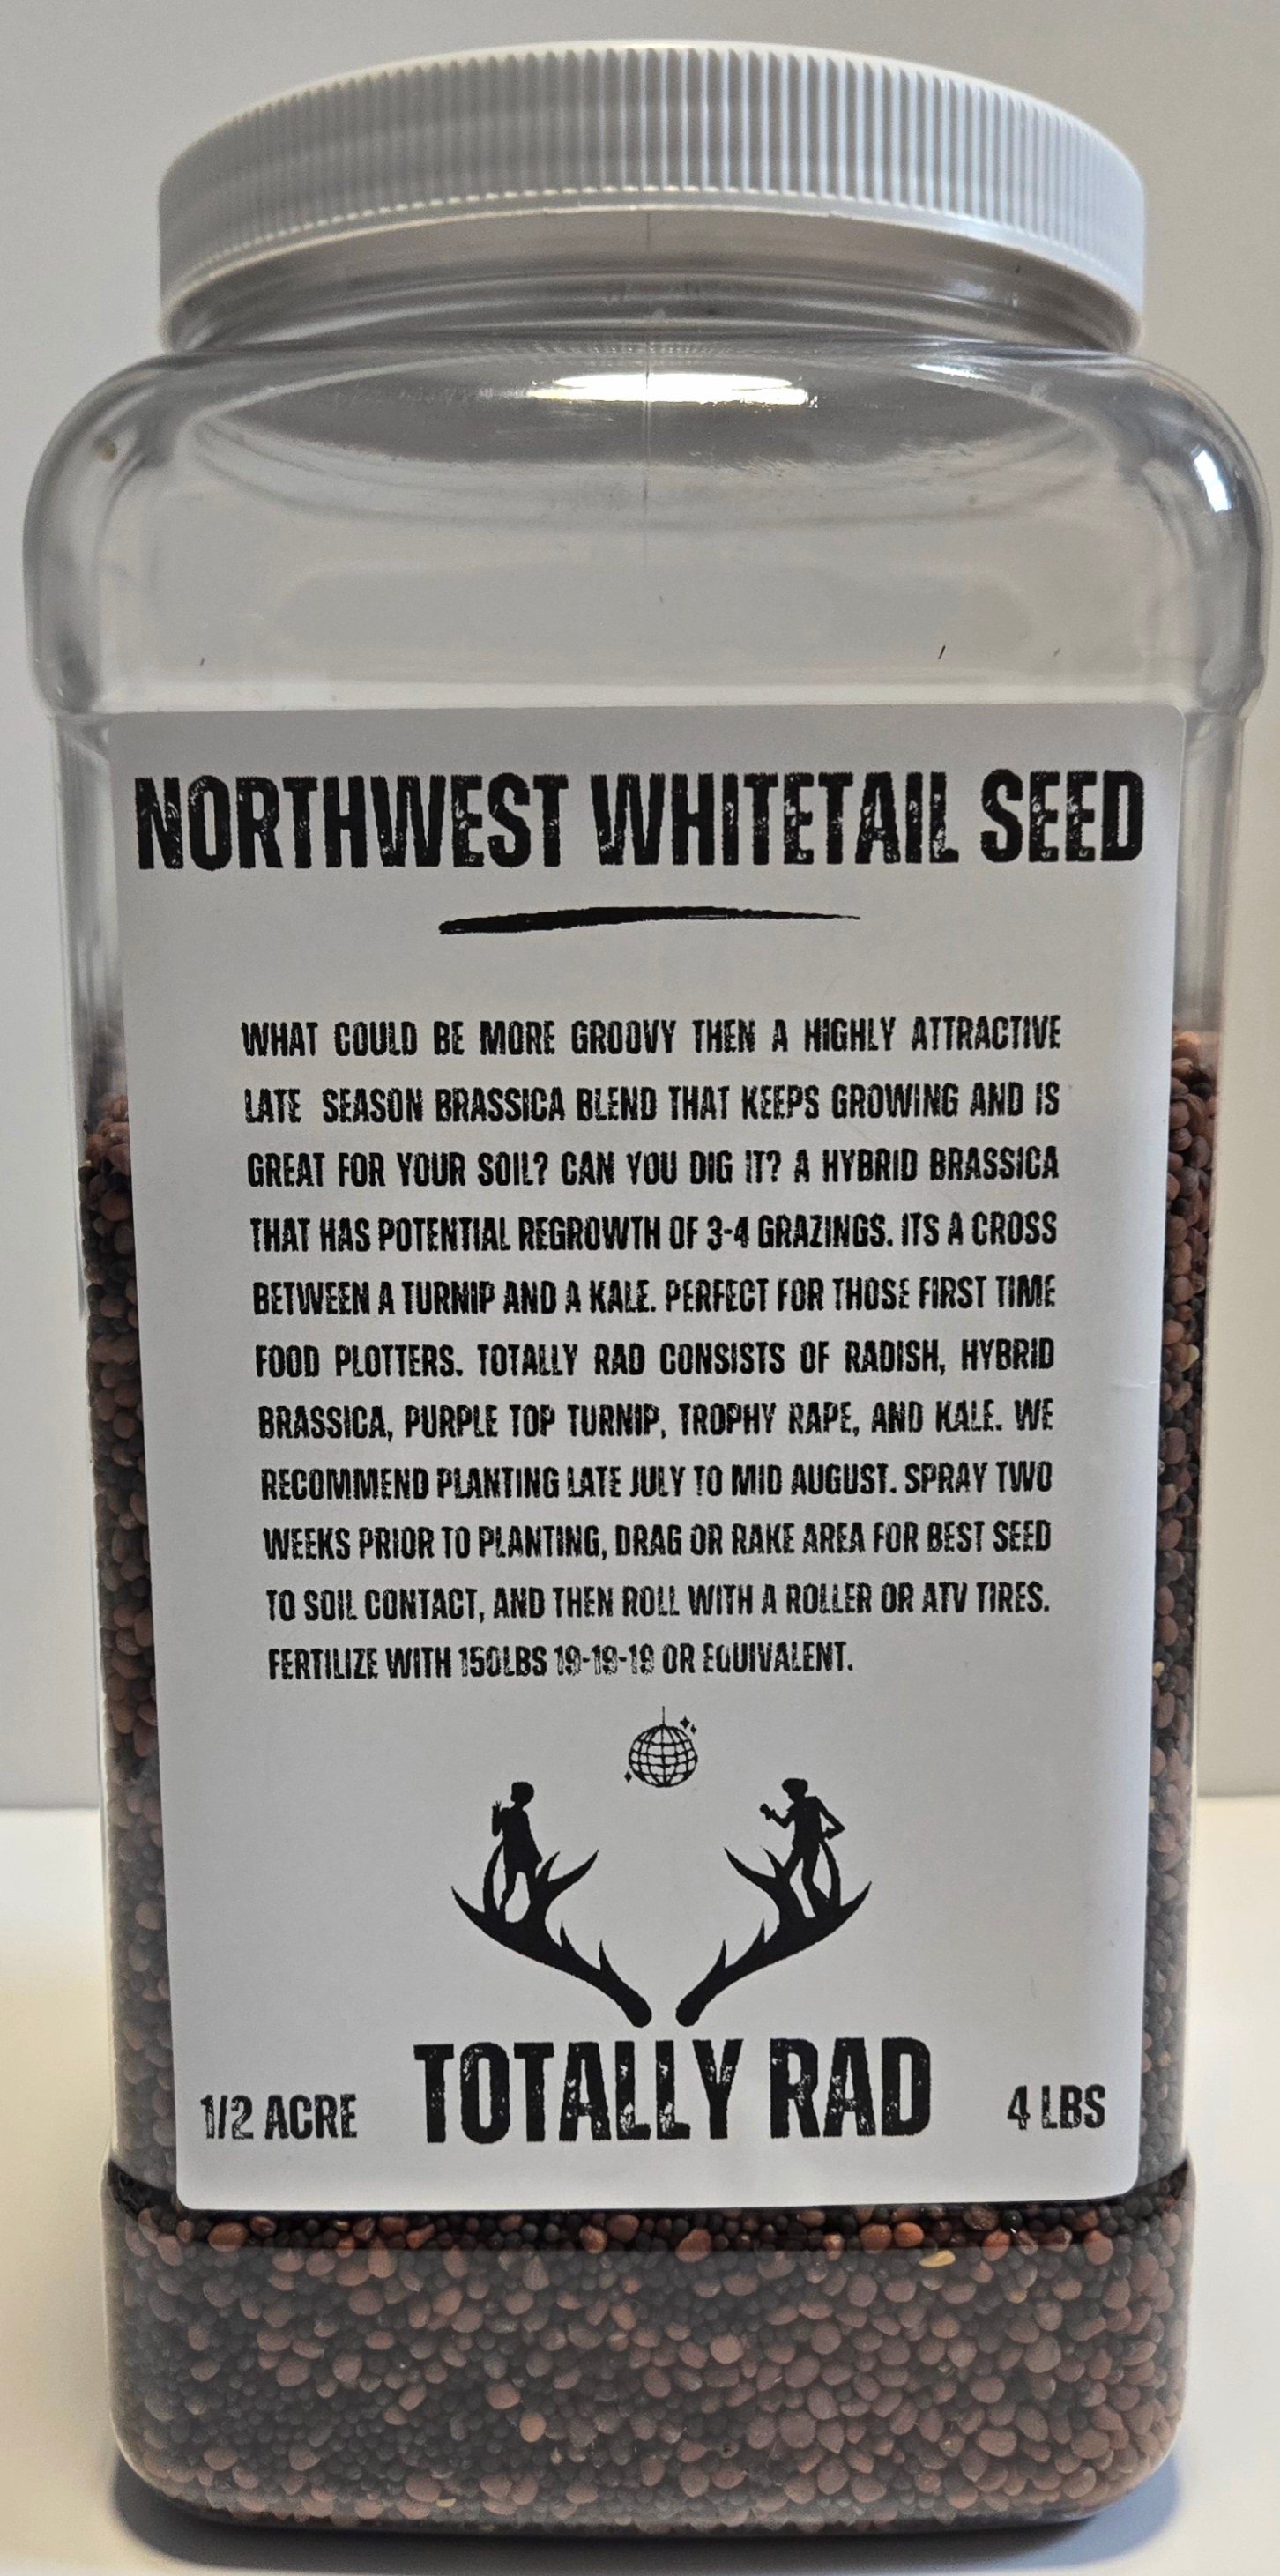 NORTHWEST WHITETAIL SEED
WHAT COULD BE MORE GROOVY THEN A HIGHLY ATTRACTIVE
LATE SEASON BRASSICA BLEND THAT KEEPS GROWING AND IS
GREAT FOR YOUR SOIL? CAN YOU DIG IT? A HYBRID BRASSICA
THAT HAS POTENTIAL REGROWTH OF 3-4 GRAZINGS. ITS A CROSS
BETWEEN A TURNIP AND A KALE. PERFECT FOR THOSE FIRST TIME
FOOD PLOTTERS. TOTALLY RAD CONSISTS OF RADISH, HYBRID
BRASSICA, PURPLE TOP TURNIP, TROPHY RAPE, AND KALE. WE
RECOMMEND PLANTING LATE JULY TO MID AUGUST. SPRAY TWO
WEEKS PRIOR TO PLANTING, DRAG OR RAKE AREA FOR BEST SEED
TO SOIL CONTACT, AND THEN ROLL WITH A ROLLER OR ATV TIRES.
FERTILIZE WITH 150LBS 19-19-19 OR EQUIVALENT.
TOTALLY RAD
1/2 ACRE
4 LBS